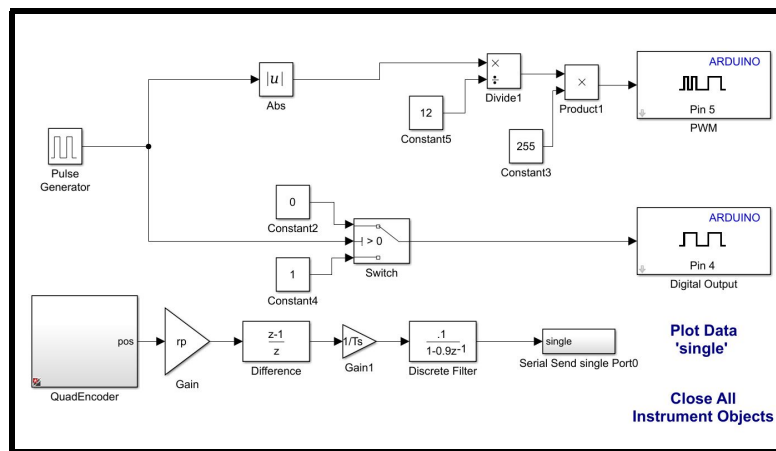 |u|
Abs
×
÷
Divide1
12
Constant5
×
Product1
255
Constant3
ARDUINO
Pin 5
PWM
Pulse
Generator
0
Constant2
> 0
Switch
1
Constant4
ARDUINO
Pin 4
Digital Output
pos
QuadEncoder
rp
Gain
z-1
z
Difference
1/Ts
Gain1
.1
1-0.9z-1
Discrete Filter
single
Serial Send single Port0
Plot Data
'single'
Close All
Instrument Objects